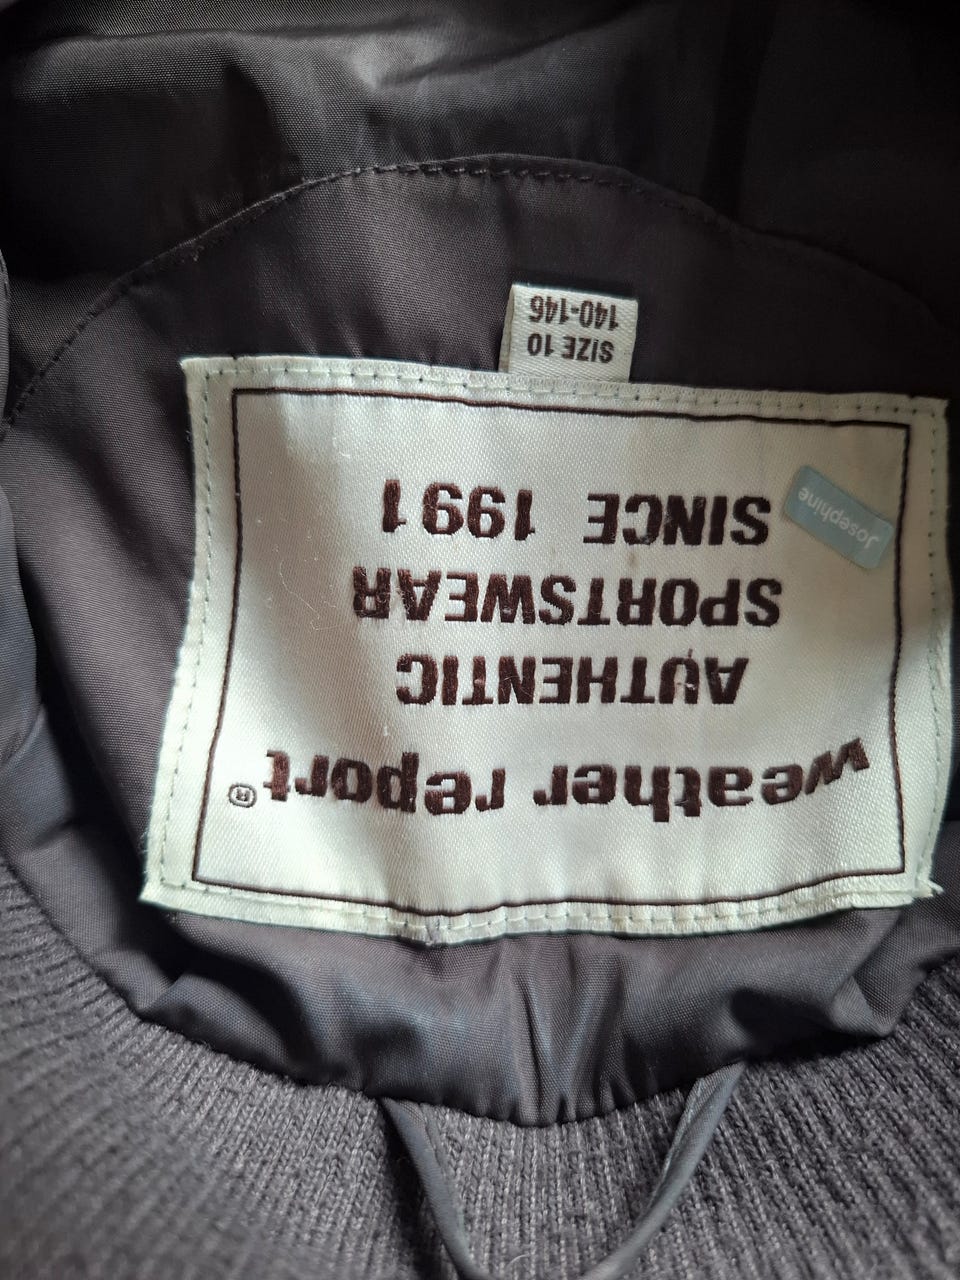 weather report®
AUTHENTIC
SPORTSWEAR
SINCE 1991
Josephine
SIZE 10
140-146